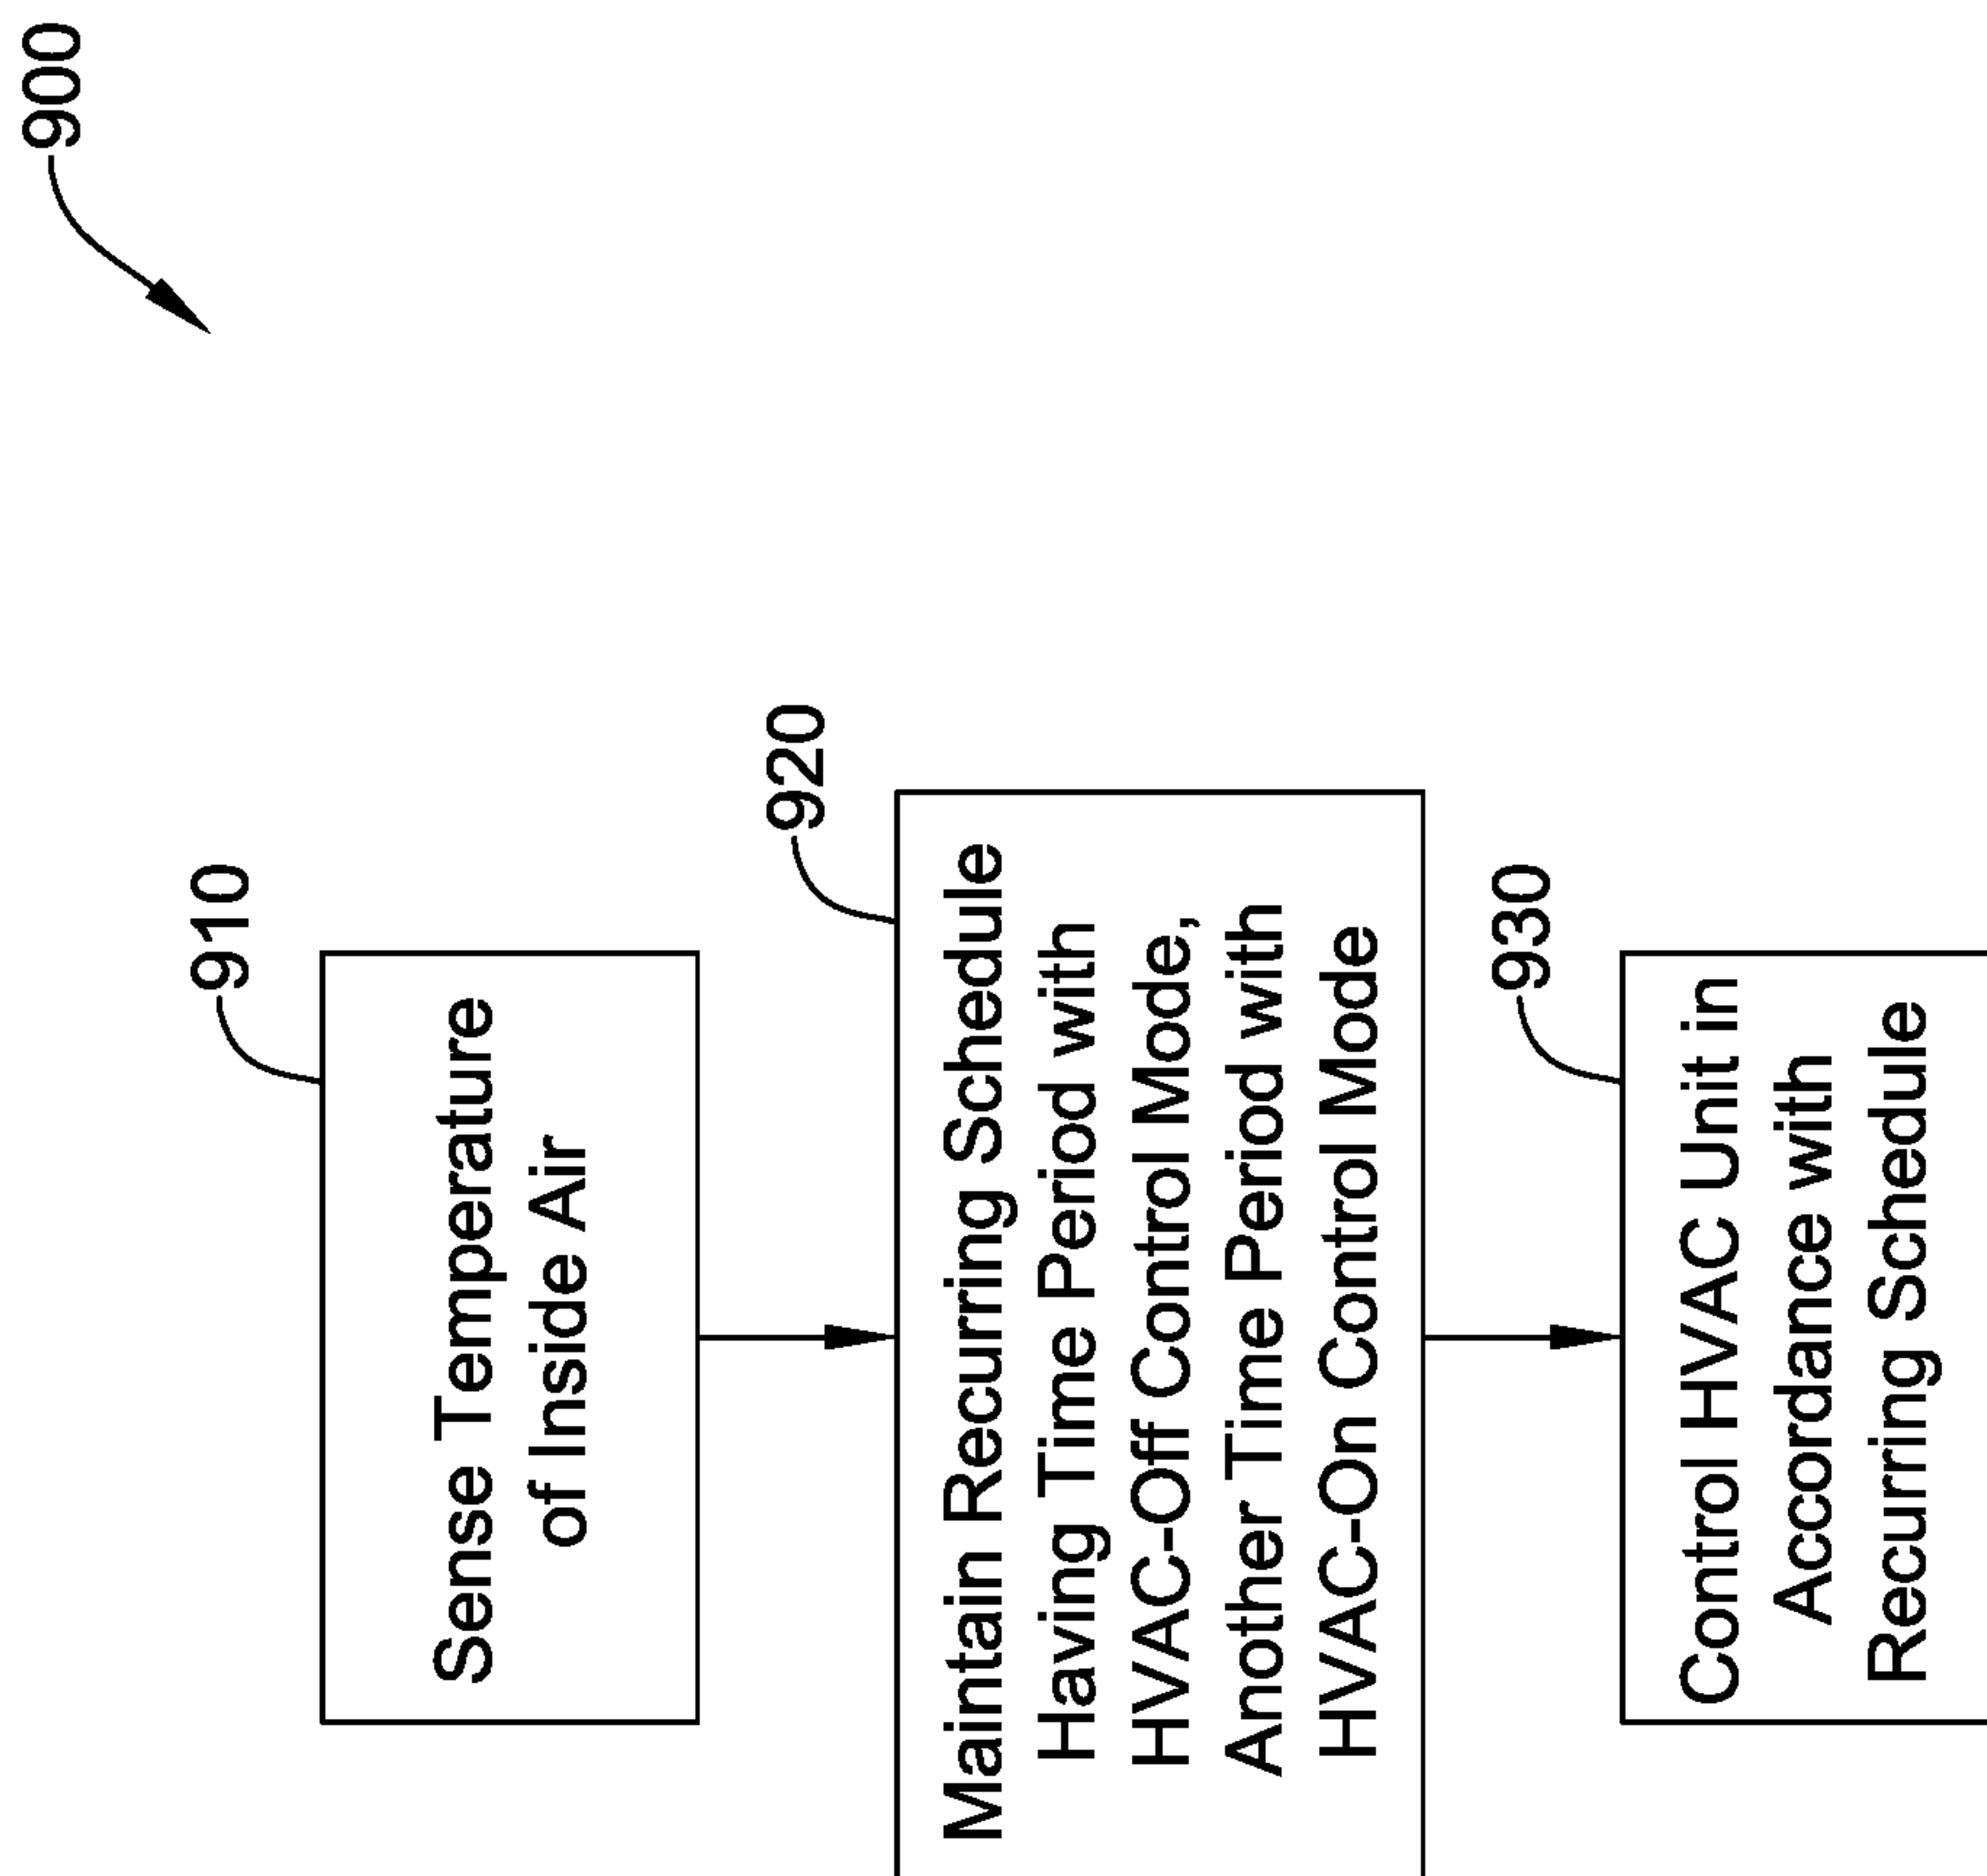 900
910
Sense Temperature
of Inside Air
920
Maintain Recurring Schedule
Having Time Period with
HVAC-Off Control Mode,
Another Time Period with
HVAC-On Control Mode
930
Control HVAC Unit in
Accordance with
Recurring Schedule